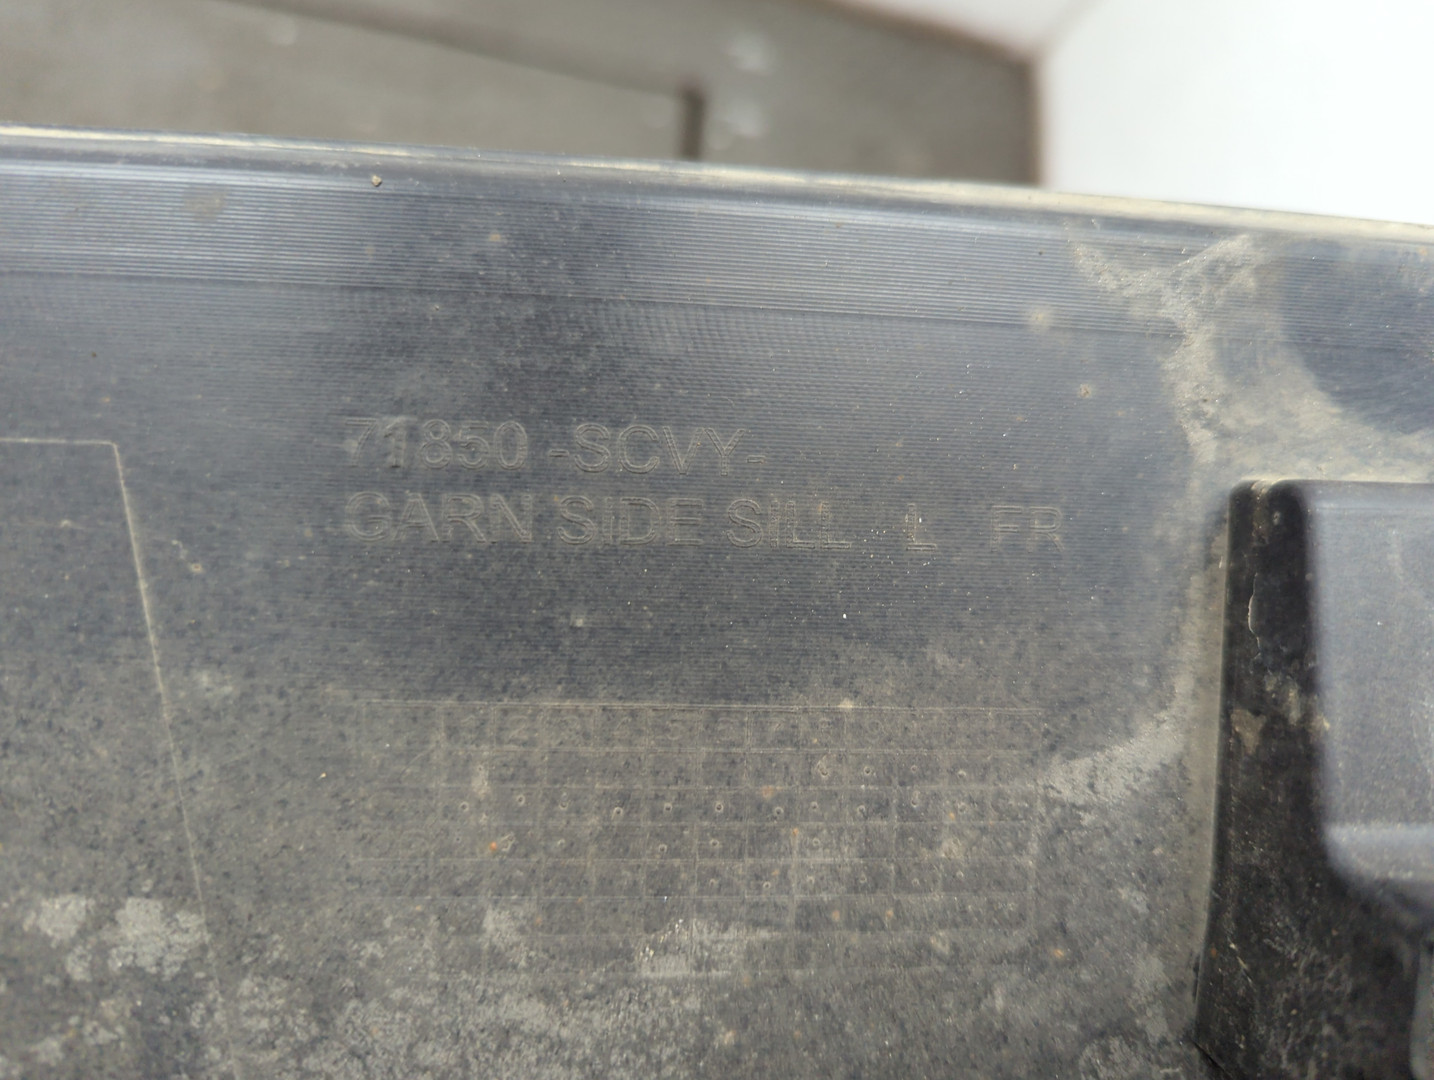 71850 -SCVY-
GARN SIDE SILL L FR